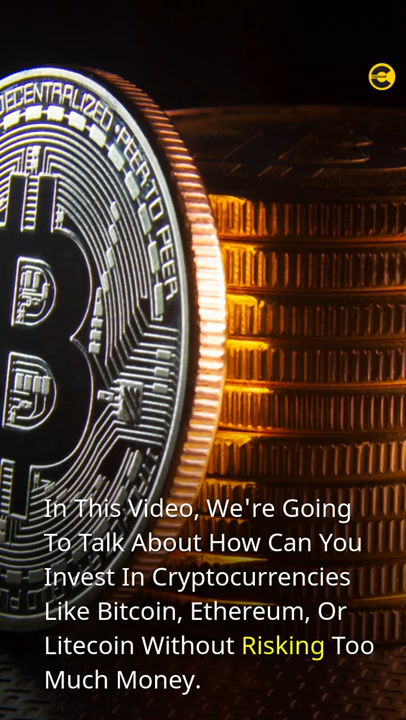 DECENTRALIZED • PEER TO PEER
In This Video, We're Going
To Talk About How Can You
Invest In Cryptocurrencies
Like Bitcoin, Ethereum, Or
Litecoin Without Risking Too
Much Money.